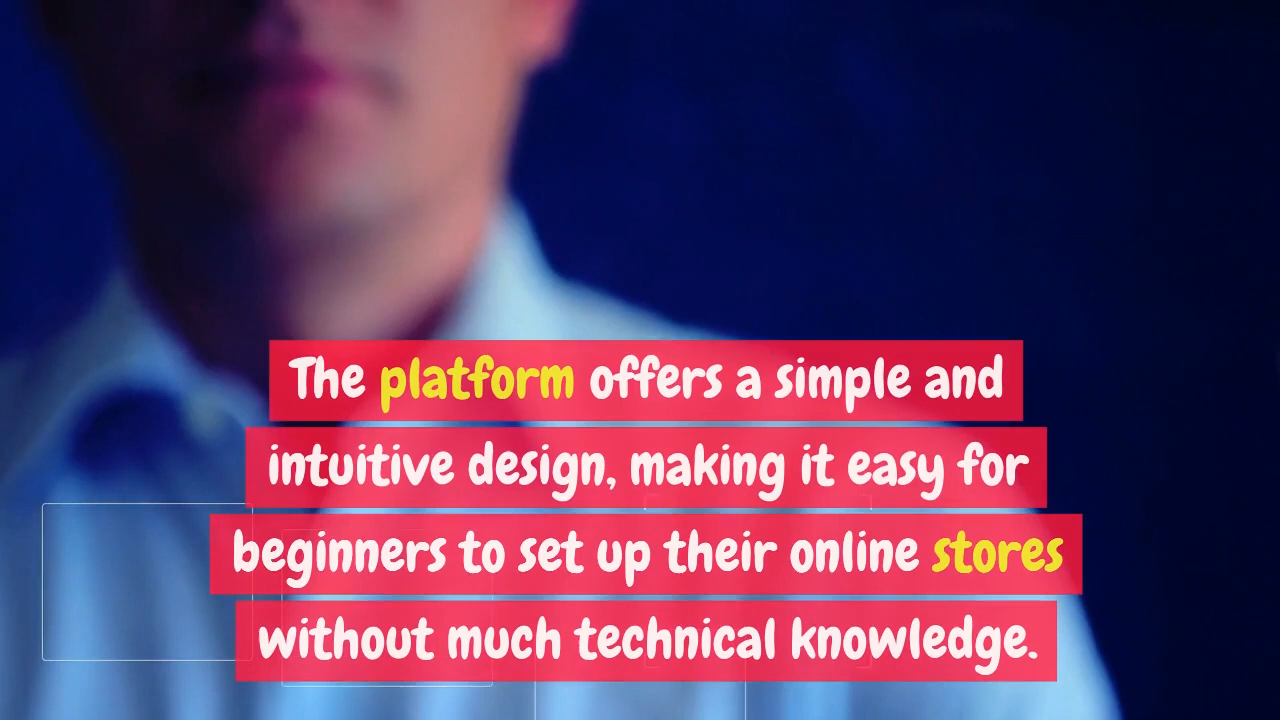 The platform offers a simple and
intuitive design, making it easy for
beginners to set up their online stores
without much technical knowledge.